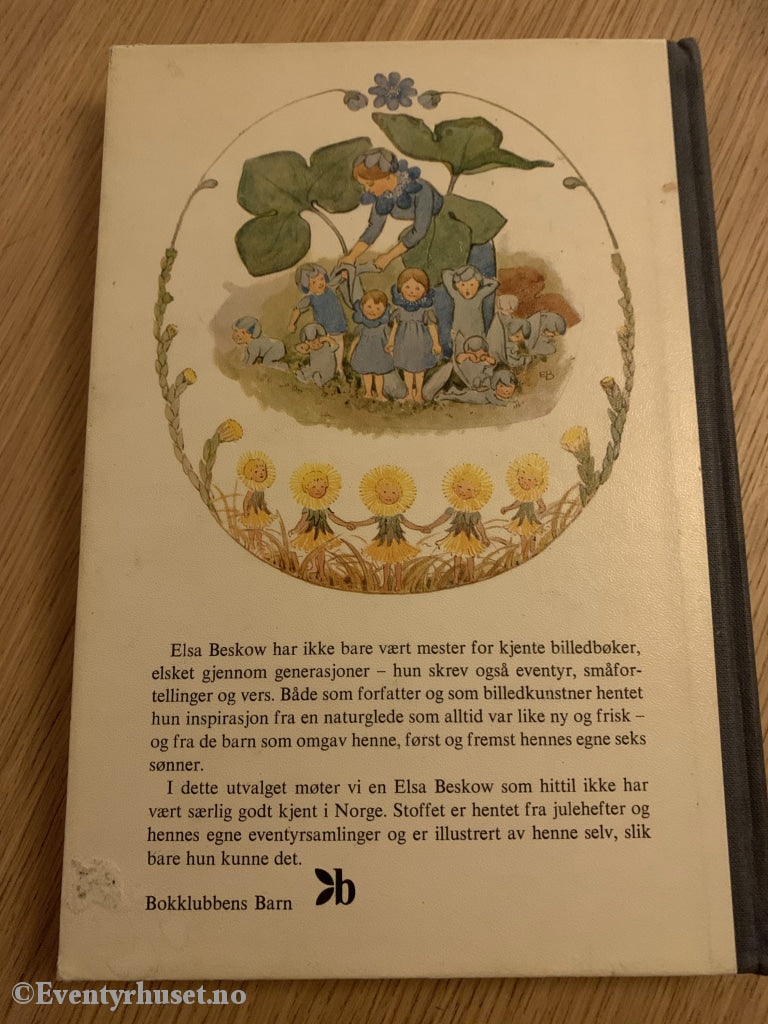 EB
Elsa Beskow har ikke bare vært mester for kjente billedbøker,
elsket gjennom generasjoner – hun skrev også eventyr, småfor-
tellinger og vers. Både som forfatter og som billedkunstner hentet
hun inspirasjon fra en naturglede som alltid var like ny og frisk –
og fra de barn som omgav henne, først og fremst hennes egne seks
sønner.
I dette utvalget møter vi en Elsa Beskow som hittil ikke har
vært særlig godt kjent i Norge. Stoffet er hentet fra julehefter og
hennes egne eventyrsamlinger og er illustrert av henne selv, slik
bare hun kunne det.
Bokklubbens Barn b
©Eventyrhuset.no